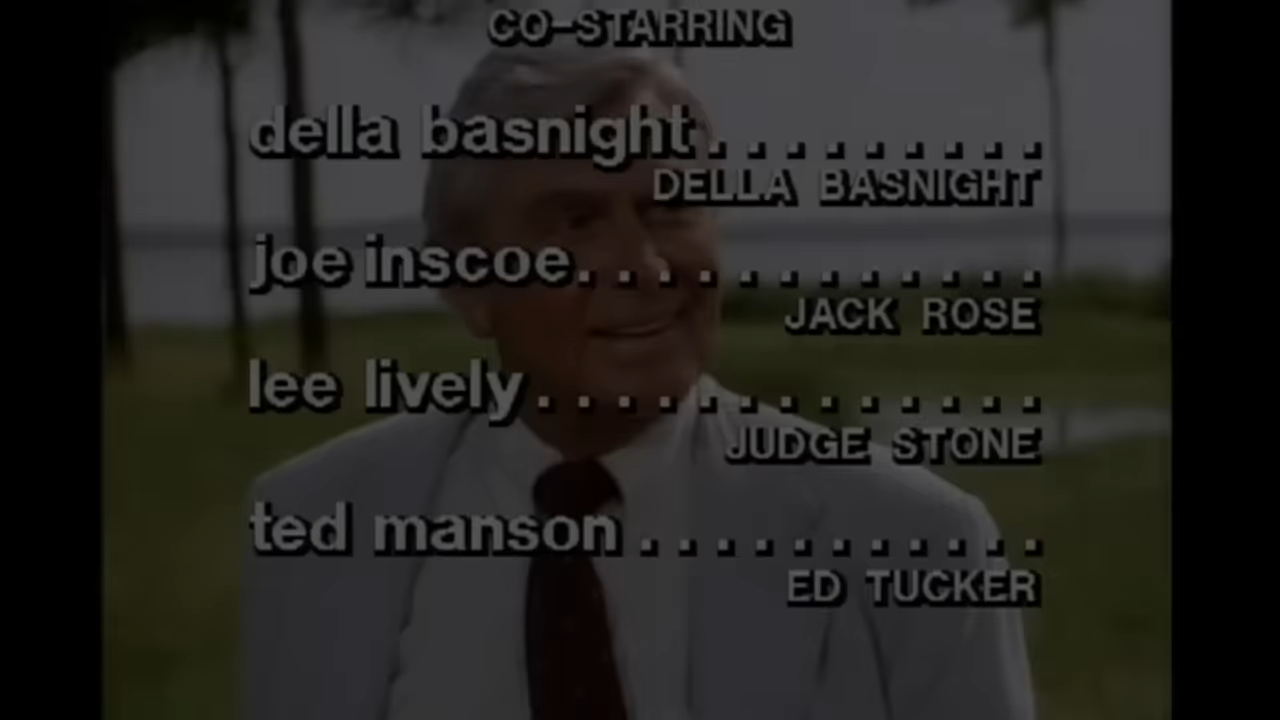 CO-STARRING
della basnight.........
DELLA BASNIGHT
joe inscoe............
JACK ROSE
lee lively.............
JUDGE STONE
ted manson...........
ED TUCKER